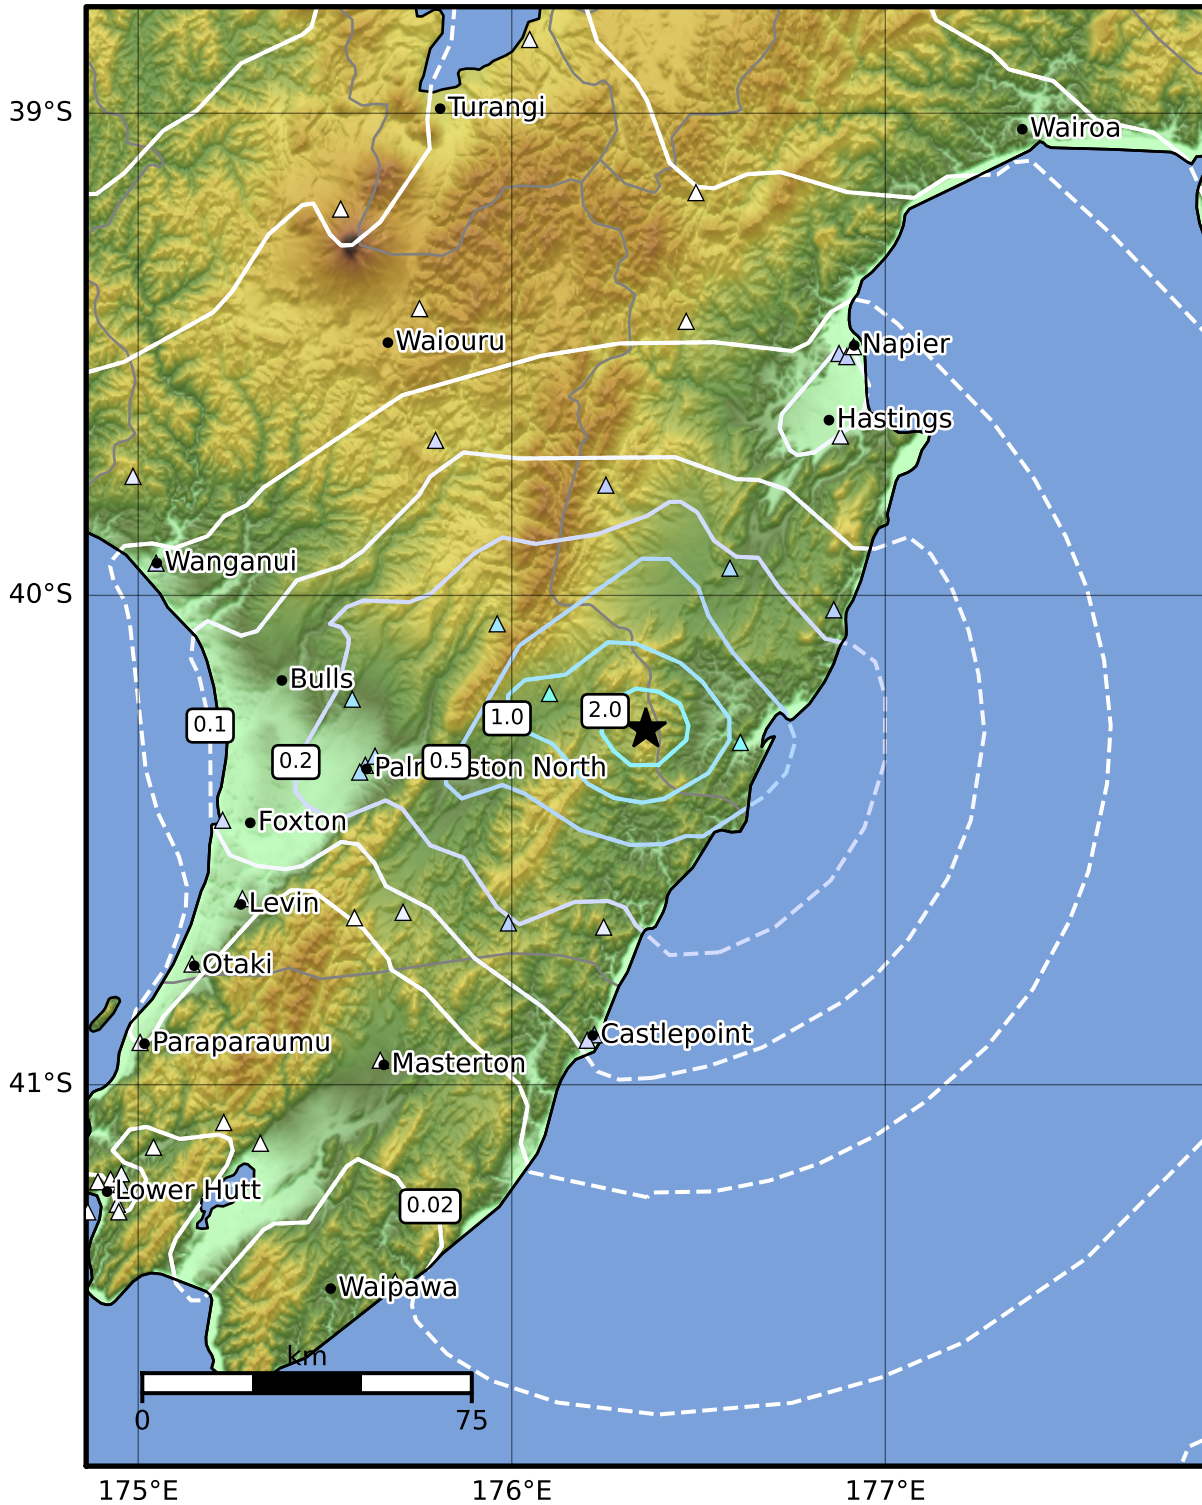 Turangi
39°S
Wairoa
Waiouru
Napier
Hastings
Wanganui
40°S
Bulls
0.1
1.0
2.0
0.2
0.5
Palmerston North
Foxton
Levin
Otaki
Castlepoint
Paraparaumu
Masterton
41°S
Lower Hutt
0.02
Waipawa
km
0
75
175°E
176°E
177°E